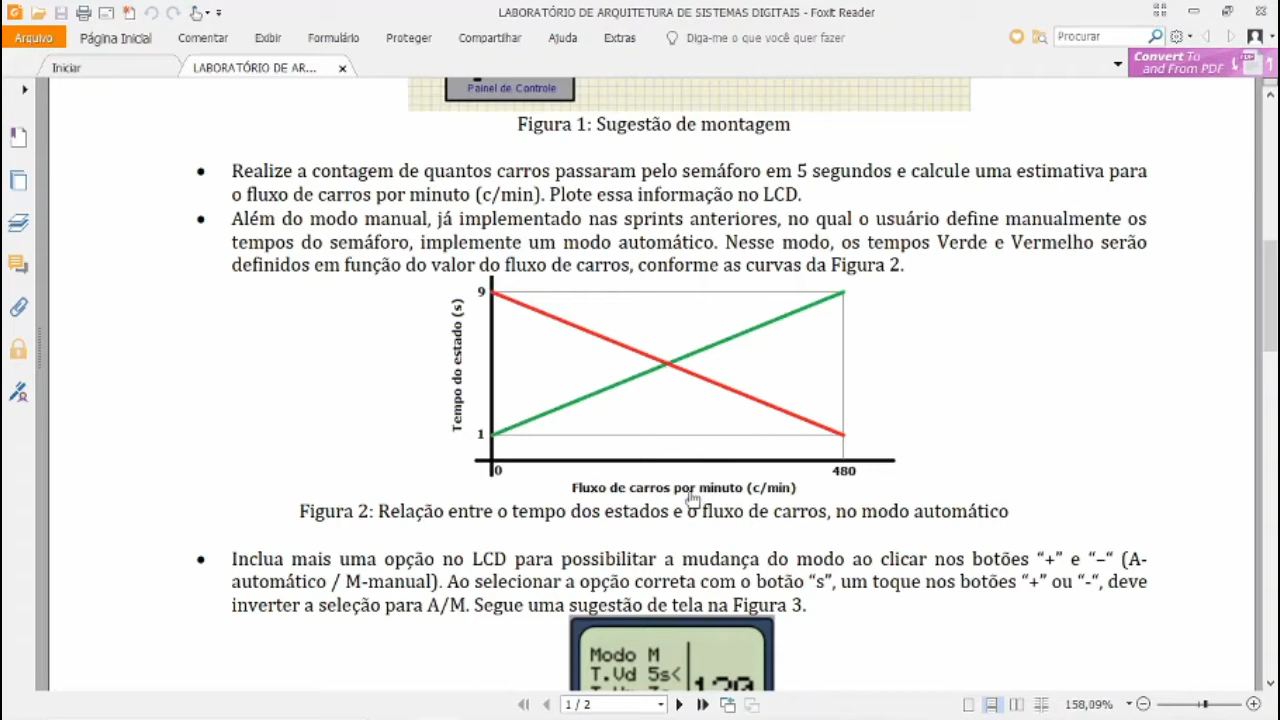 LABORATÓRIO DE ARQUITETURA DE SISTEMAS DIGITAIS - Foxit Reader
Arquivo Página Inicial Comentar Exibir Formulário Proteger Compartilhar Ajuda Extras Diga-me o que você quer fazer Procurar
Iniciar LABORATÓRIO DE AR... Convert To
and From PDF
Painel de Controle
Figura 1: Sugestão de montagem
• Realize a contagem de quantos carros passaram pelo semáforo em 5 segundos e calcule uma estimativa para
o fluxo de carros por minuto (c/min). Plote essa informação no LCD.
• Além do modo manual, já implementado nas sprints anteriores, no qual o usuário define manualmente os
tempos do semáforo, implemente um modo automático. Nesse modo, os tempos Verde e Vermelho serão
definidos em função do valor do fluxo de carros, conforme as curvas da Figura 2.
9
Tempo do estado (s)
1
0 480
Fluxo de carros por minuto (c/min)
Figura 2: Relação entre o tempo dos estados e o fluxo de carros, no modo automático
• Inclua mais uma opção no LCD para possibilitar a mudança do modo ao clicar nos botões “+” e “–“ (A-
automático / M-manual). Ao selecionar a opção correta com o botão “s”, um toque nos botões “+” ou “-“, deve
inverter a seleção para A/M. Segue uma sugestão de tela na Figura 3.
Modo M
T.Vd 5s<
1 / 2 158,09%